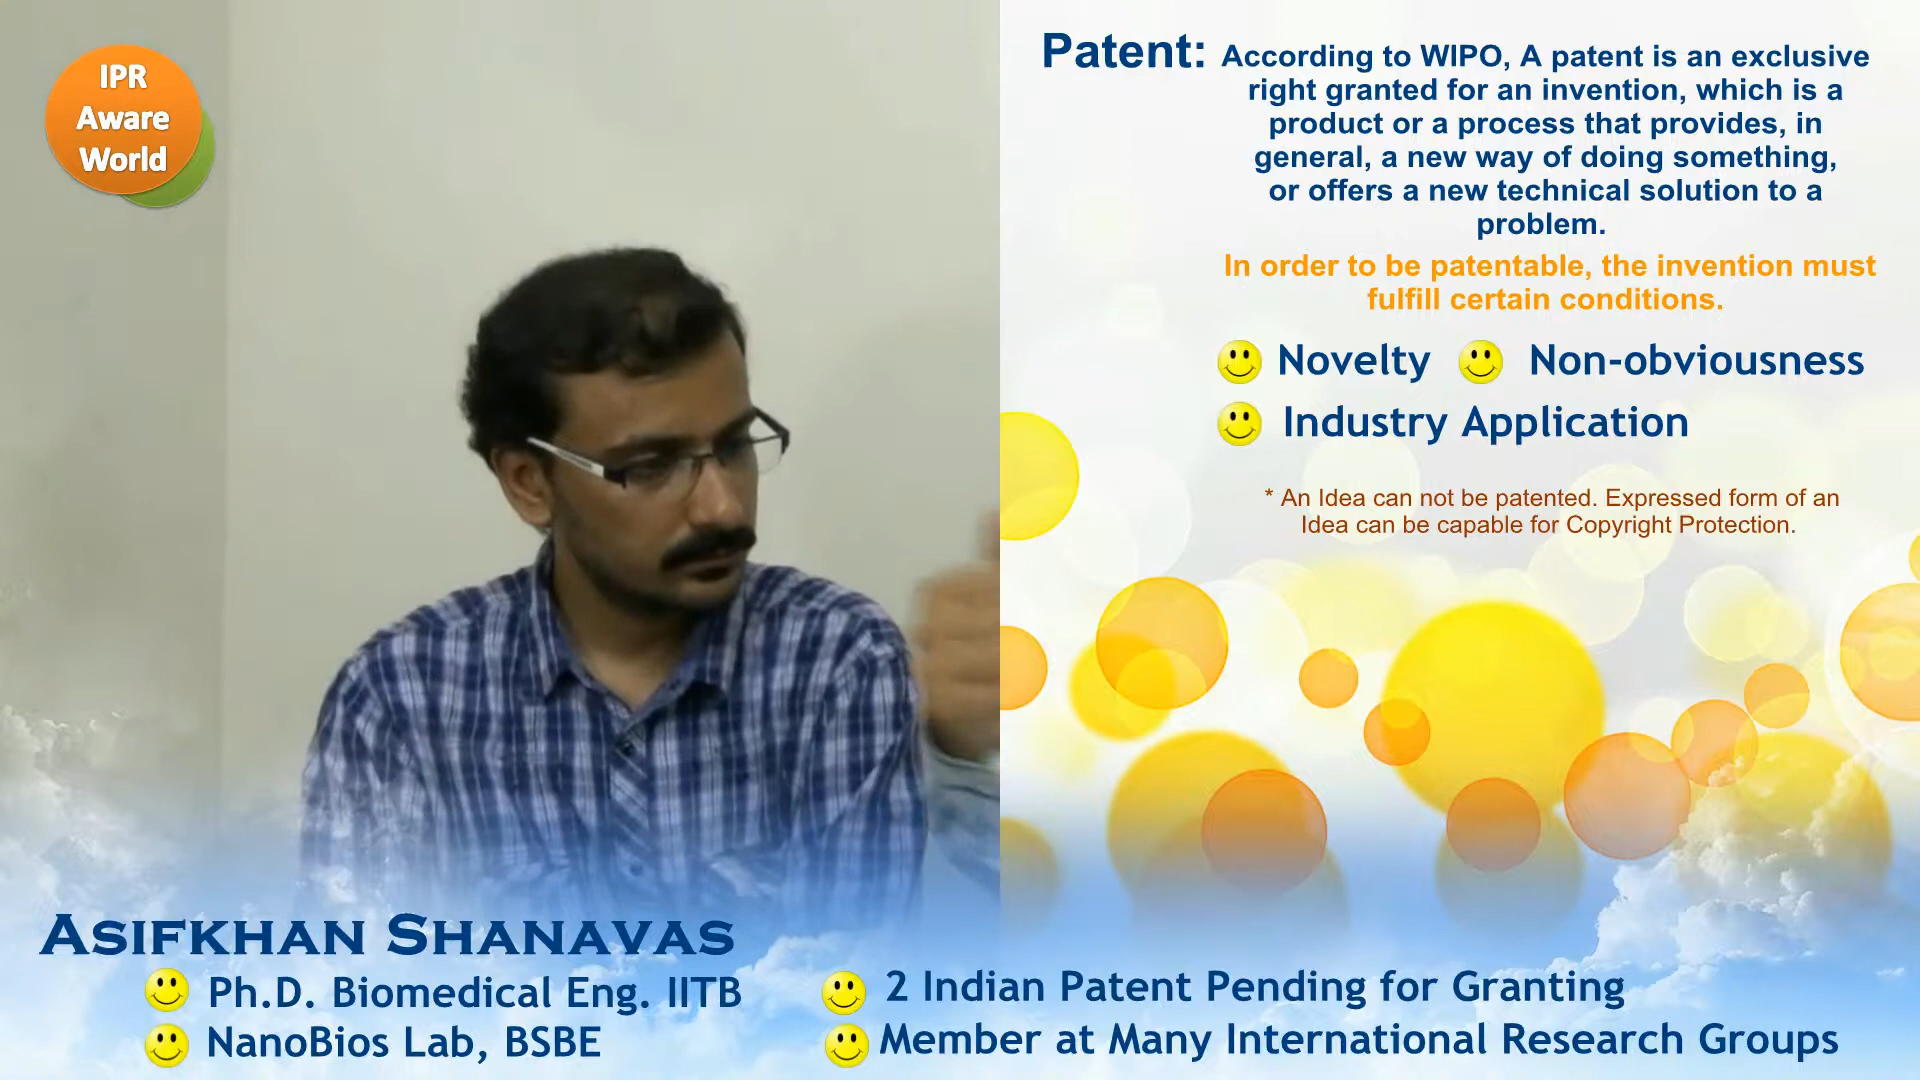 IPR
Aware
World
Patent: According to WIPO, A patent is an exclusive
right granted for an invention, which is a
product or a process that provides, in
general, a new way of doing something,
or offers a new technical solution to a
problem.
In order to be patentable, the invention must
fulfill certain conditions.
Novelty Non-obviousness
Industry Application
* An Idea can not be patented. Expressed form of an
Idea can be capable for Copyright Protection.
ASIFKHAN SHANAVAS
Ph.D. Biomedical Eng. IITB
NanoBios Lab, BSBE
2 Indian Patent Pending for Granting
Member at Many International Research Groups